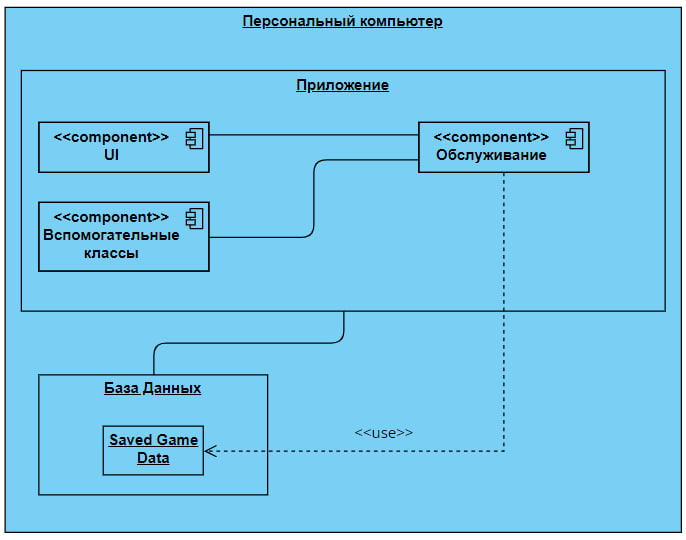 Персональный компьютер
Приложение
<<component>>
UI
<<component>>
Обслуживание
<<component>>
Вспомогательные
классы
База Данных
Saved Game
Data
<<use>>